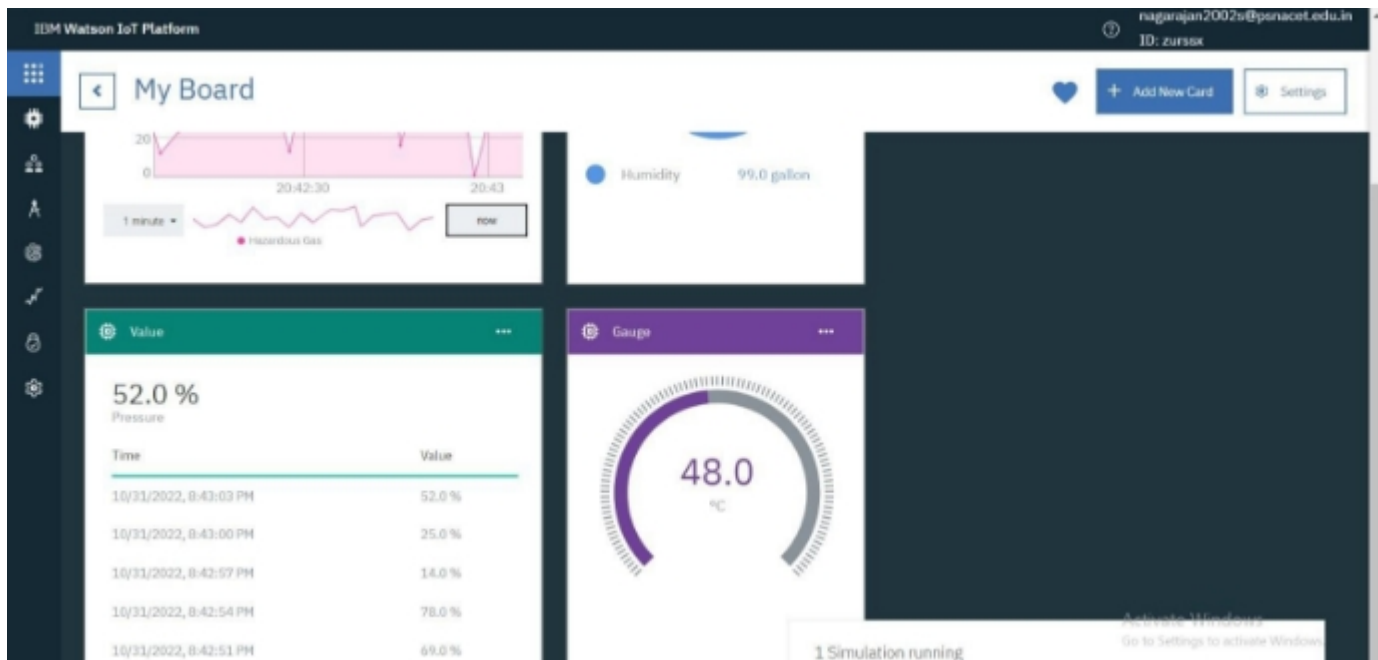 IBM Watson IoT Platform
nagarajan2002s@psnacet.edu.in
ID: zurssx
My Board
+ Add New Card
Settings
20
0
20:42:30
20:43
1 minute
now
Hazardous Gas
Humidity
99.0 gallon
Value
52.0 %
Pressure
Time Value
10/31/2022, 8:43:03 PM 52.0 %
10/31/2022, 8:43:00 PM 25.0 %
10/31/2022, 8:42:57 PM 14.0 %
10/31/2022, 8:42:54 PM 78.0 %
10/31/2022, 8:42:51 PM 69.0 %
Gauge
48.0
°C
1 Simulation running
Activate Windows
Go to Settings to activate Windows.